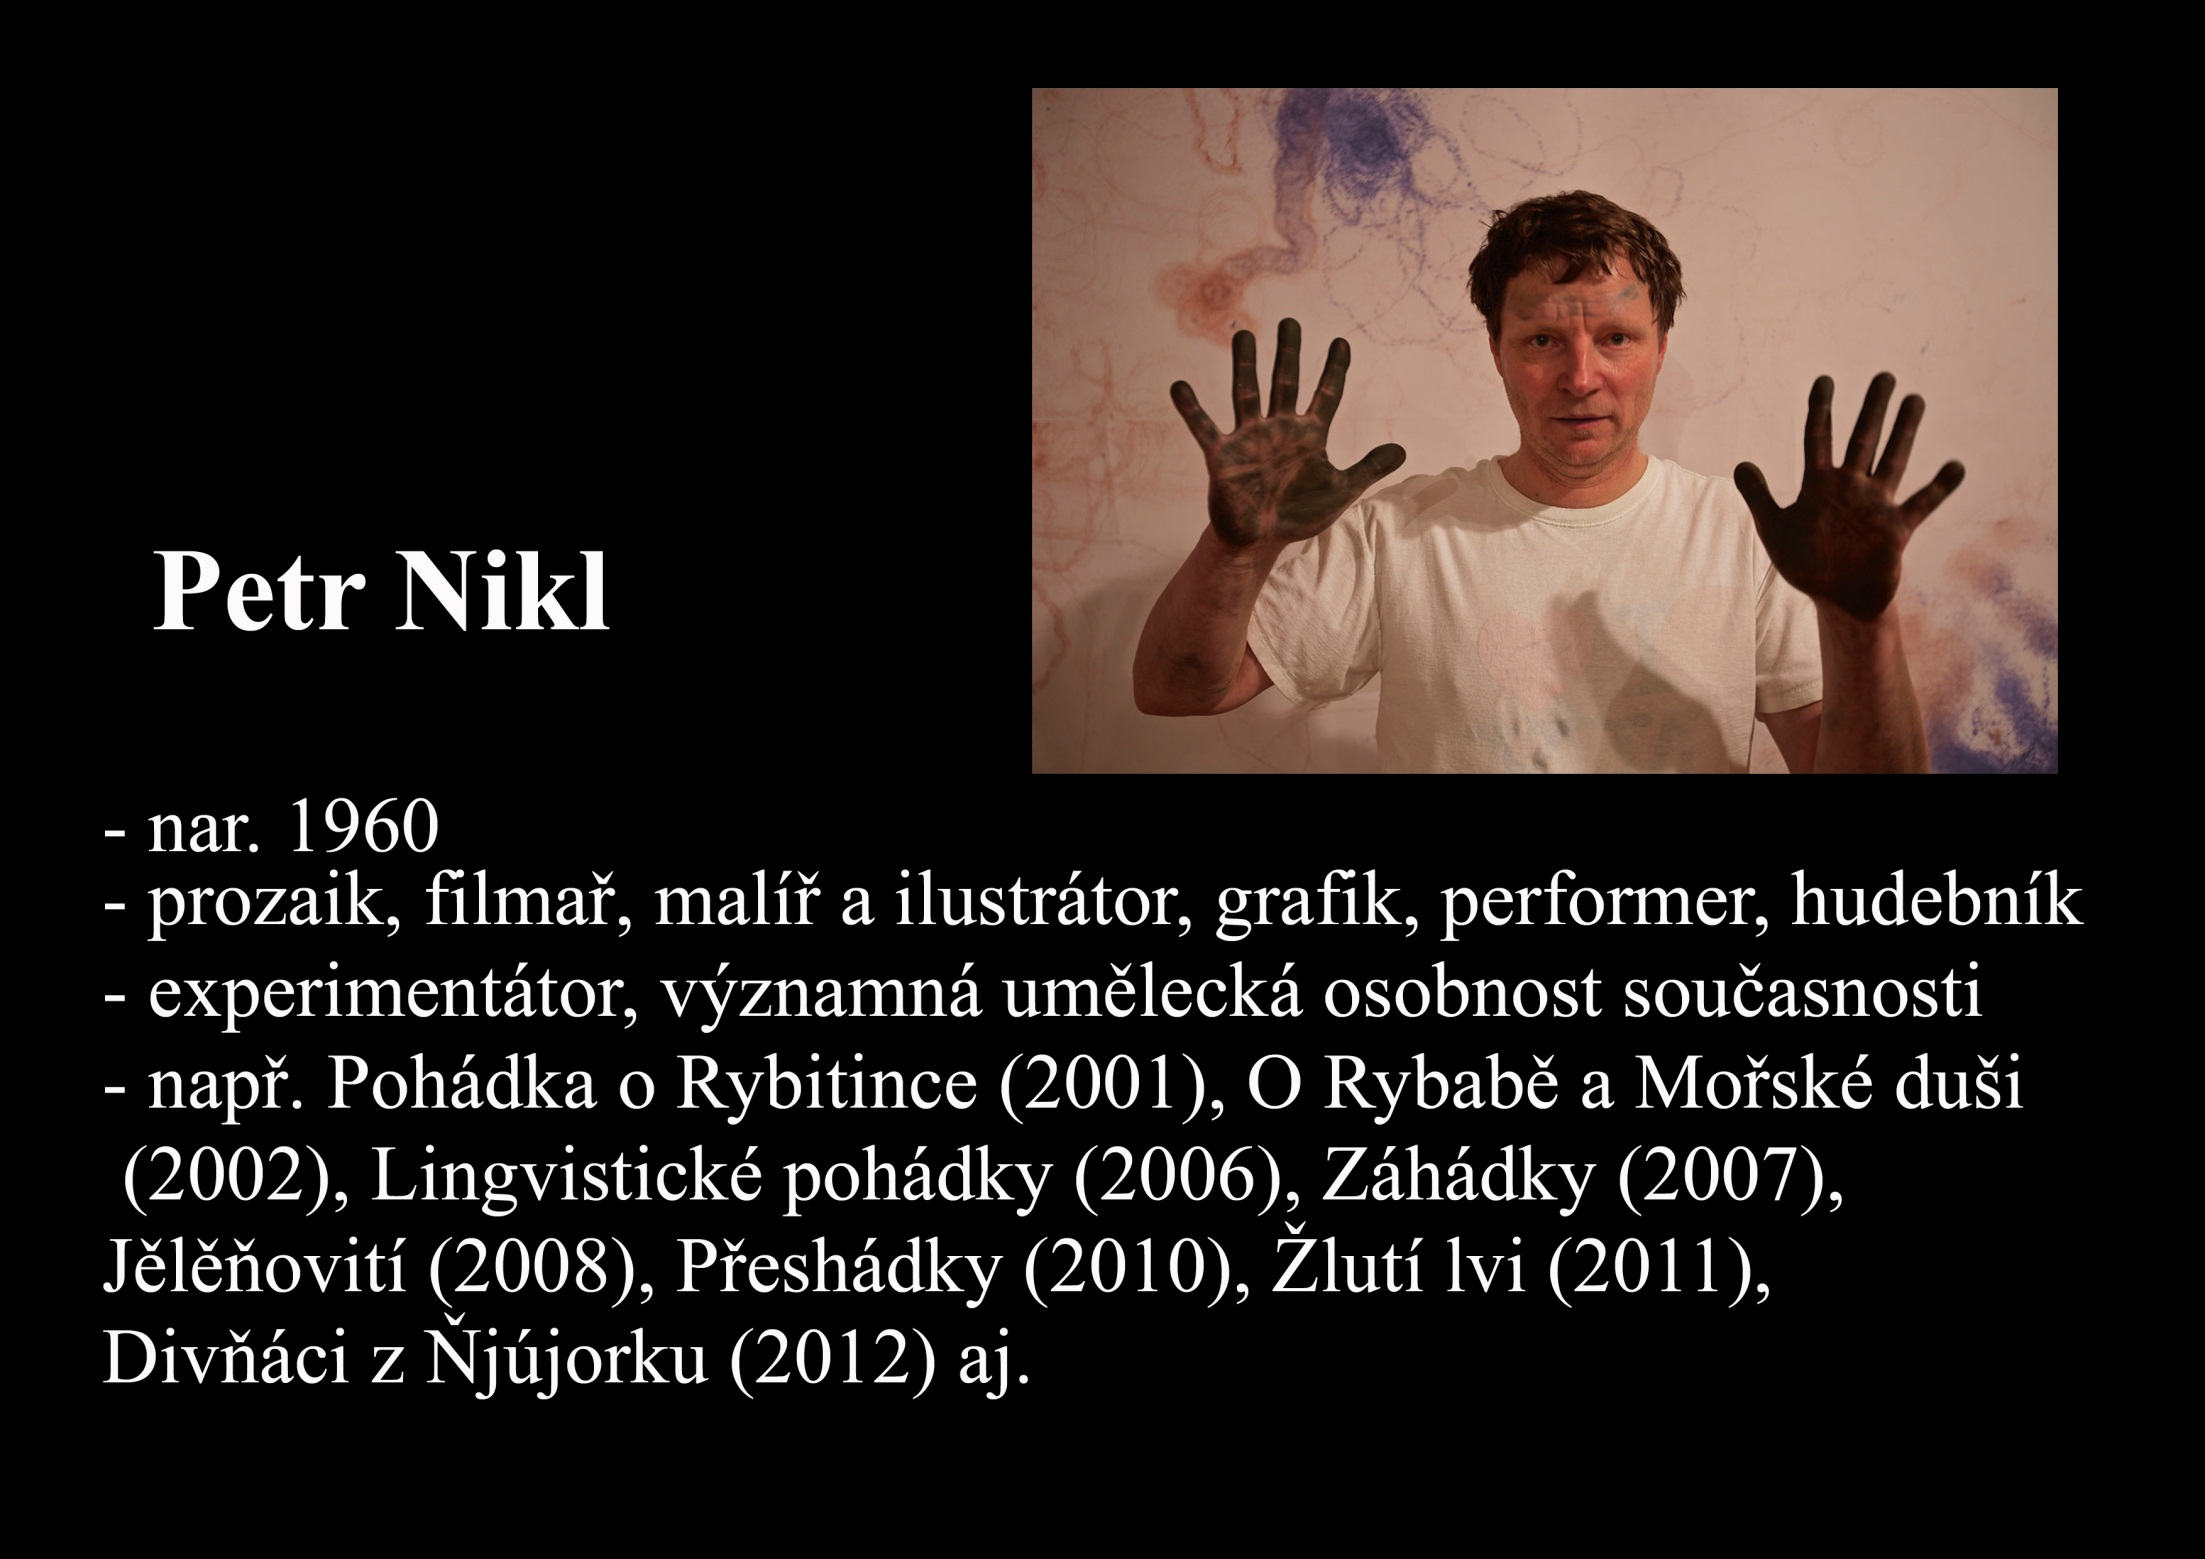 Petr Nikl
- nar. 1960
- prozaik, filmař, malíř a ilustrátor, grafik, performer, hudebník
- experimentátor, významná umělecká osobnost současnosti
- např. Pohádka o Rybitince (2001), O Rybabě a Mořské duši
(2002), Lingvistické pohádky (2006), Záhádky (2007),
Jělěňovití (2008), Přeshádky (2010), Žlutí lvi (2011),
Divňáci z Ňjújorku (2012) aj.